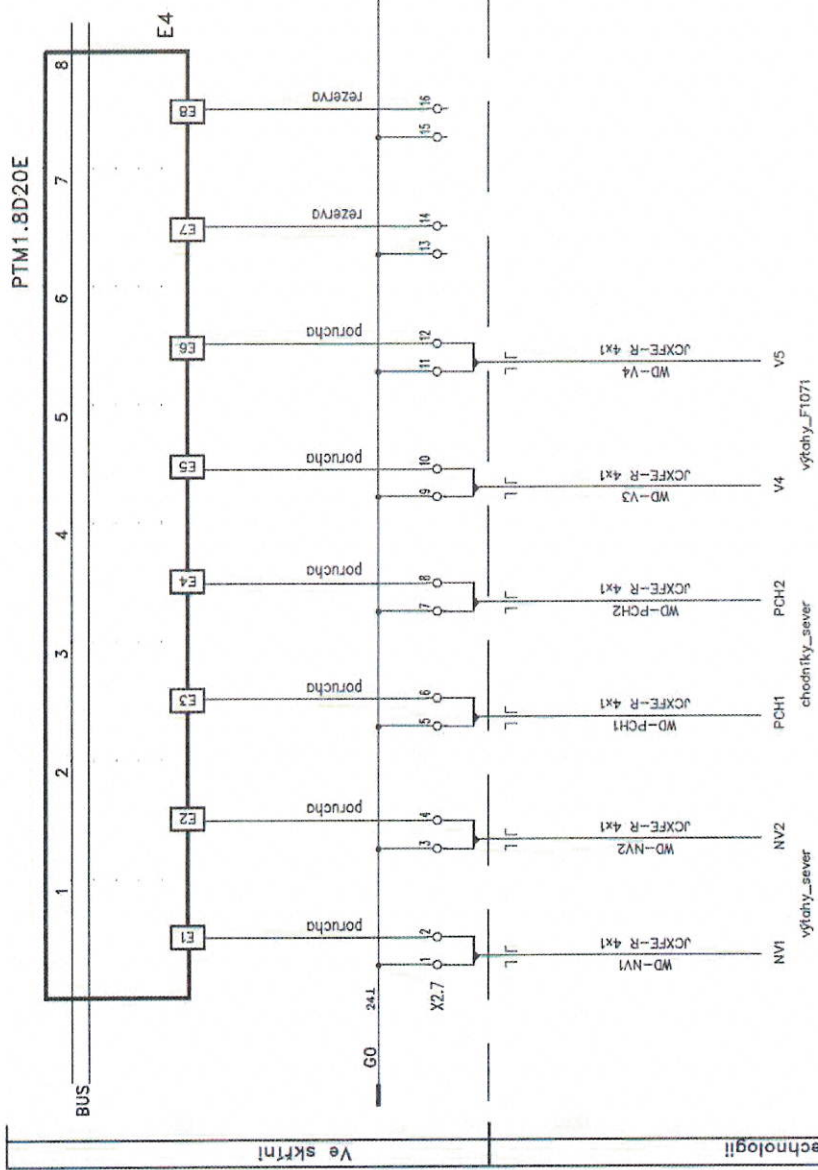 PTM1.8D20E
E4
BUS
1 2 3 4 5 6 7 8
E1 E2 E3 E4 E5 E6 E7 E8
porucha porucha porucha porucha porucha porucha rezerva rezerva
G0 24⊥
X2.7 1 2 3 4 5 6 7 8 9 10 11 12 13 14 15 16
WD-NV1
JCXFE-R 4x1
WD-NV2
JCXFE-R 4x1
WD-PCH1
JCXFE-R 4x1
WD-PCH2
JCXFE-R 4x1
WD-V3
JCXFE-R 4x1
WD-V4
JCXFE-R 4x1
NV1 NV2 PCH1 PCH2 V4 V5
výtahy_sever chodníky_sever výtahy_F1071
Ve skříni
echnologii